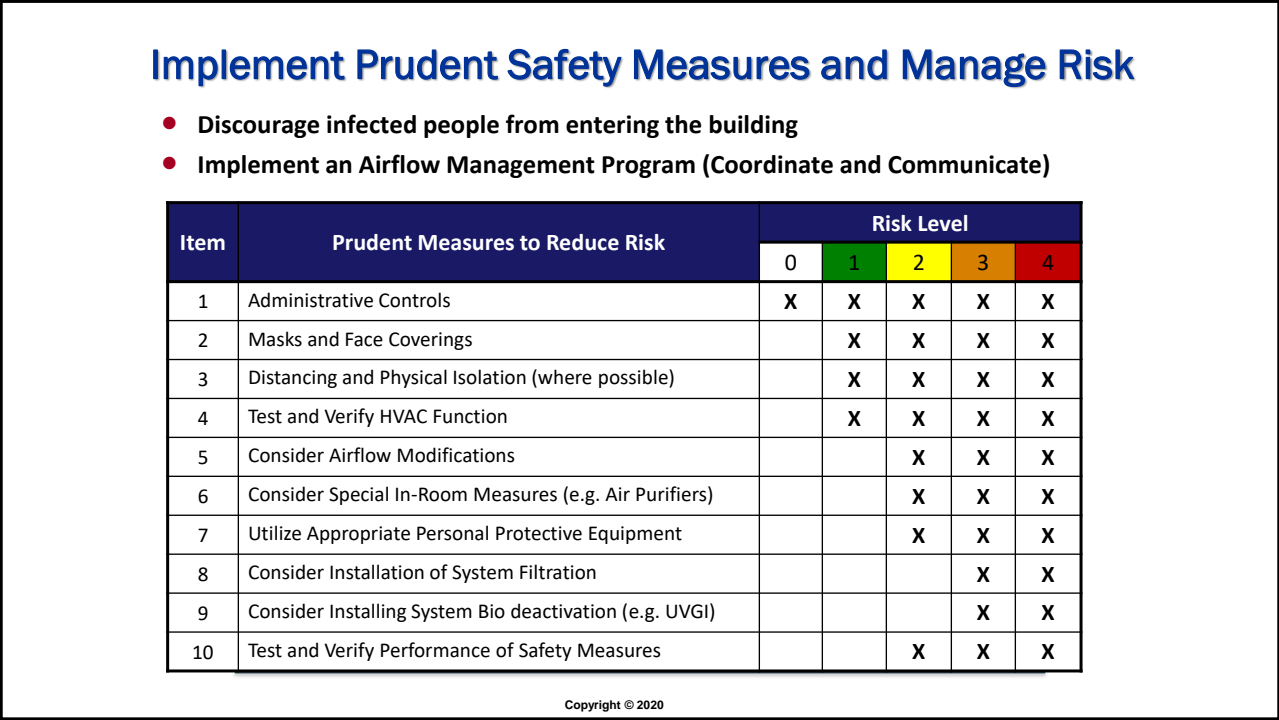 Implement Prudent Safety Measures and Manage Risk
• Discourage infected people from entering the building
• Implement an Airflow Management Program (Coordinate and Communicate)
Item Prudent Measures to Reduce Risk Risk Level
0 1 2 3 4
1 Administrative Controls X X X X X
2 Masks and Face Coverings X X X X
3 Distancing and Physical Isolation (where possible) X X X X
4 Test and Verify HVAC Function X X X X
5 Consider Airflow Modifications X X X
6 Consider Special In-Room Measures (e.g. Air Purifiers) X X X
7 Utilize Appropriate Personal Protective Equipment X X X
8 Consider Installation of System Filtration X X
9 Consider Installing System Bio deactivation (e.g. UVGI) X X
10 Test and Verify Performance of Safety Measures X X X
Copyright © 2020